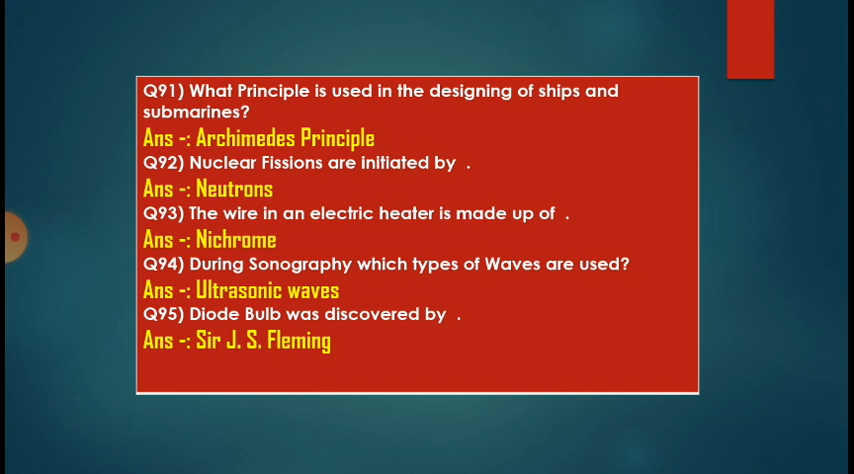 Q91) What Principle is used in the designing of ships and
submarines?
Ans -: Archimedes Principle
Q92) Nuclear Fissions are initiated by  .
Ans -: Neutrons
Q93) The wire in an electric heater is made up of  .
Ans -: Nichrome
Q94) During Sonography which types of Waves are used?
Ans -: Ultrasonic waves
Q95) Diode Bulb was discovered by  .
Ans -: Sir J. S. Fleming